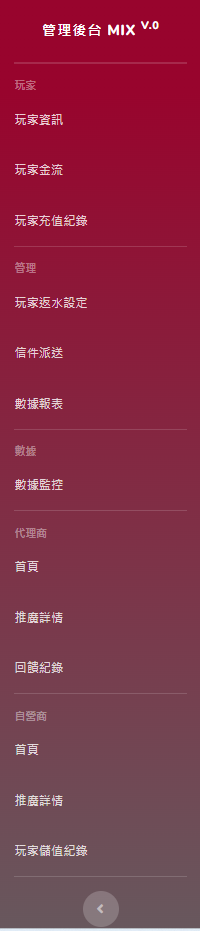 管理後台 MIX V.0
玩家
玩家資訊
玩家金流
玩家充值紀錄
管理
玩家返水設定
信件派送
數據報表
數據
數據監控
代理商
首頁
推廣詳情
回饋紀錄
自營商
首頁
推廣詳情
玩家儲值紀錄